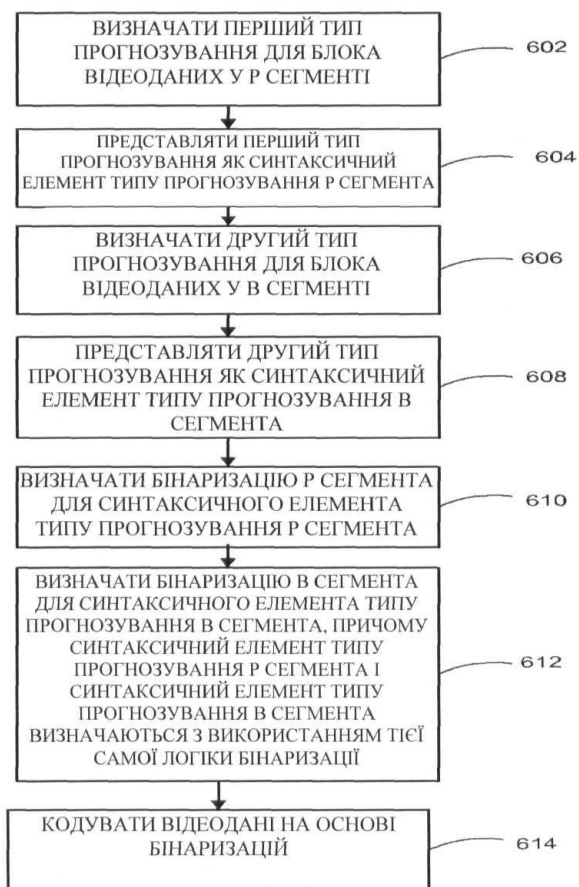 ВИЗНАЧАТИ ПЕРШИЙ ТИП
ПРОГНОЗУВАННЯ ДЛЯ БЛОКА
ВІДЕОДАНИХ У Р СЕГМЕНТІ
602
ПРЕДСТАВЛЯТИ ПЕРШИЙ ТИП
ПРОГНОЗУВАННЯ ЯК СИНТАКСИЧНИЙ
ЕЛЕМЕНТ ТИПУ ПРОГНОЗУВАННЯ Р СЕГМЕНТА
604
ВИЗНАЧАТИ ДРУГИЙ ТИП
ПРОГНОЗУВАННЯ ДЛЯ БЛОКА
ВІДЕОДАНИХ У В СЕГМЕНТІ
606
ПРЕДСТАВЛЯТИ ДРУГИЙ ТИП
ПРОГНОЗУВАННЯ ЯК СИНТАКСИЧНИЙ
ЕЛЕМЕНТ ТИПУ ПРОГНОЗУВАННЯ В
СЕГМЕНТА
608
ВИЗНАЧАТИ БІНАРИЗАЦІЮ Р СЕГМЕНТА
ДЛЯ СИНТАКСИЧНОГО ЕЛЕМЕНТА
ТИПУ ПРОГНОЗУВАННЯ Р СЕГМЕНТА
610
ВИЗНАЧАТИ БІНАРИЗАЦІЮ В СЕГМЕНТА
ДЛЯ СИНТАКСИЧНОГО ЕЛЕМЕНТА ТИПУ
ПРОГНОЗУВАННЯ В СЕГМЕНТА, ПРИЧОМУ
СИНТАКСИЧНИЙ ЕЛЕМЕНТ ТИПУ
ПРОГНОЗУВАННЯ Р СЕГМЕНТА І
СИНТАКСИЧНИЙ ЕЛЕМЕНТ ТИПУ
ПРОГНОЗУВАННЯ В СЕГМЕНТА
ВИЗНАЧАЮТЬСЯ З ВИКОРИСТАННЯМ ТІЄЇ
САМОЇ ЛОГІКИ БІНАРИЗАЦІЇ
612
КОДУВАТИ ВІДЕОДАНІ НА ОСНОВІ
БІНАРИЗАЦІЙ
614